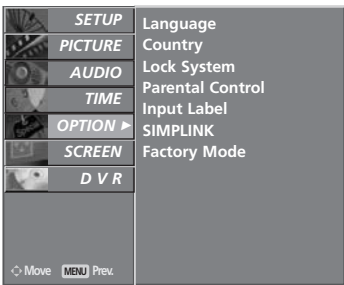 SETUP
PICTURE
AUDIO
TIME
OPTION ▶
SCREEN
D V R
Language
Country
Lock System
Parental Control
Input Label
SIMPLINK
Factory Mode
Move MENU Prev.